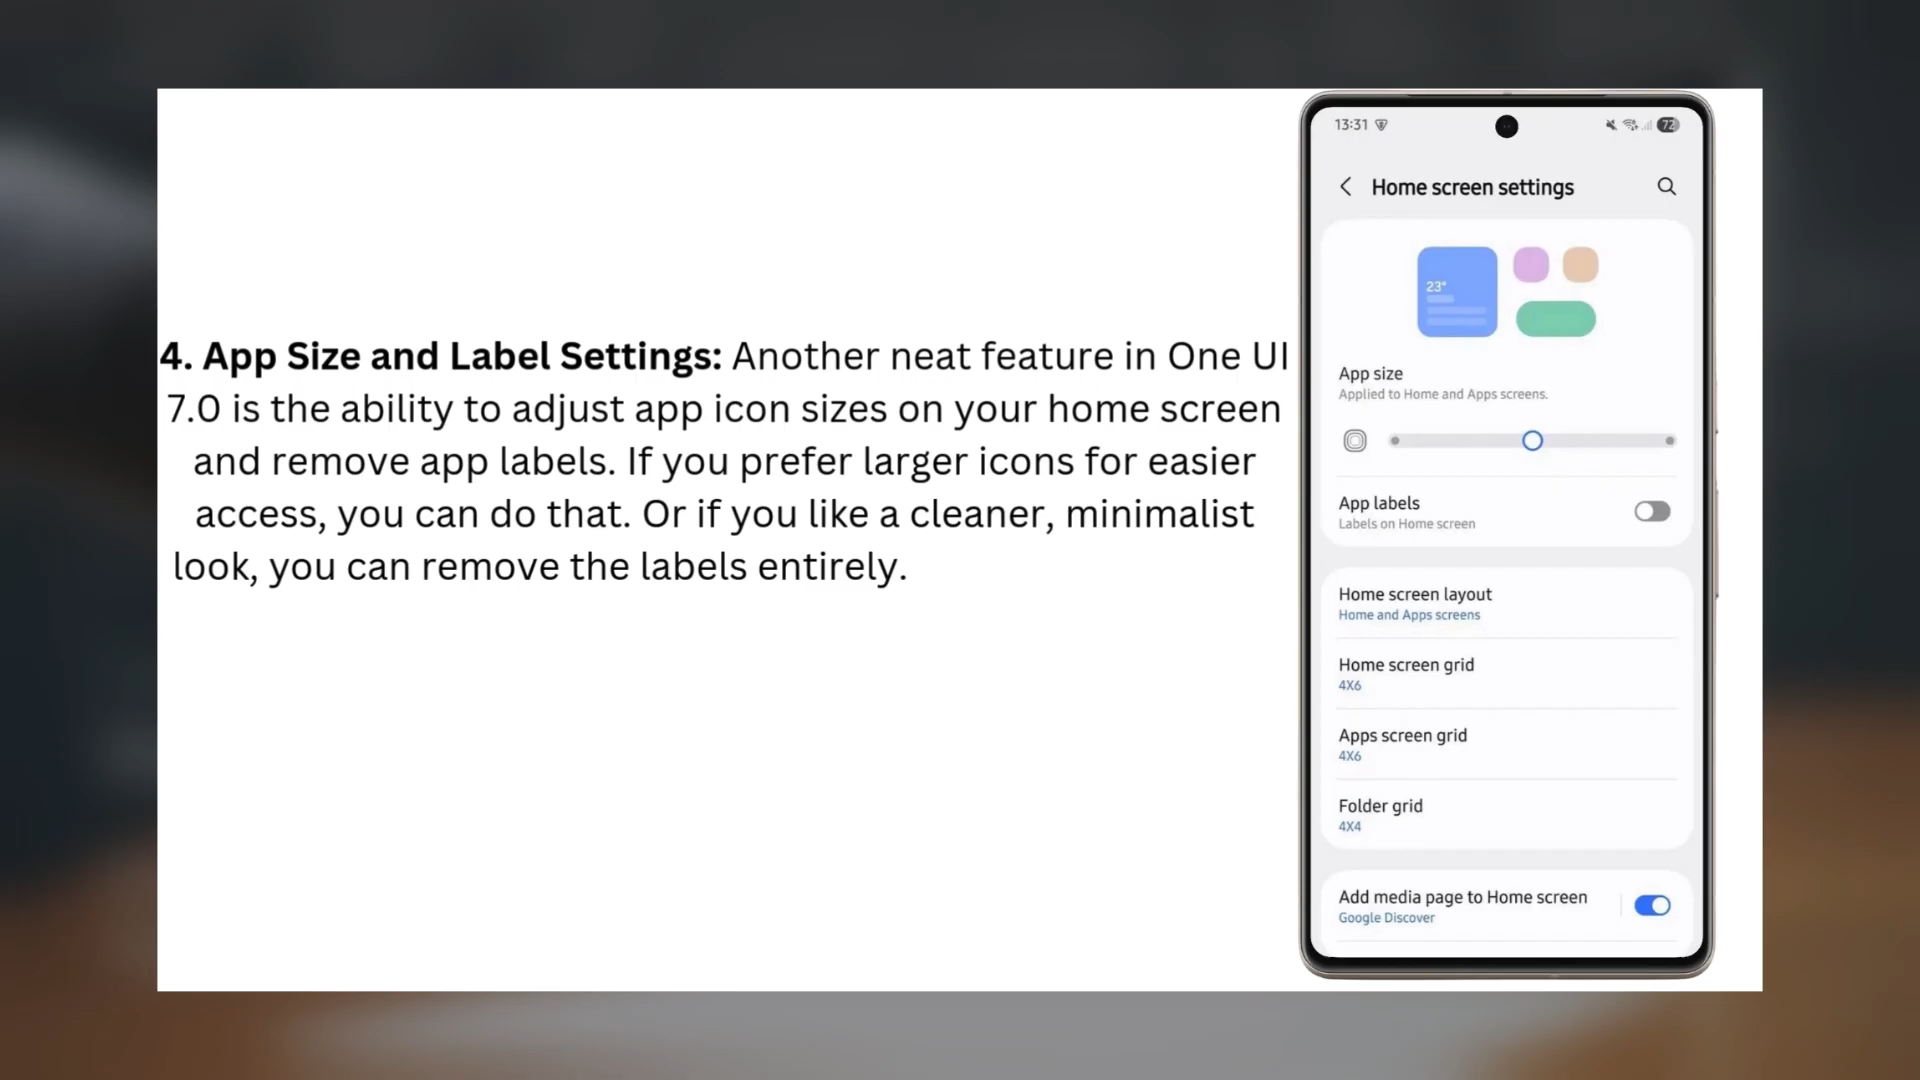 4. App Size and Label Settings: Another neat feature in One UI
7.0 is the ability to adjust app icon sizes on your home screen
and remove app labels. If you prefer larger icons for easier
access, you can do that. Or if you like a cleaner, minimalist
look, you can remove the labels entirely.
13:31
72
Home screen settings
23°
App size
Applied to Home and Apps screens.
App labels
Labels on Home screen
Home screen layout
Home and Apps screens
Home screen grid
4X6
Apps screen grid
4X6
Folder grid
4X4
Add media page to Home screen
Google Discover